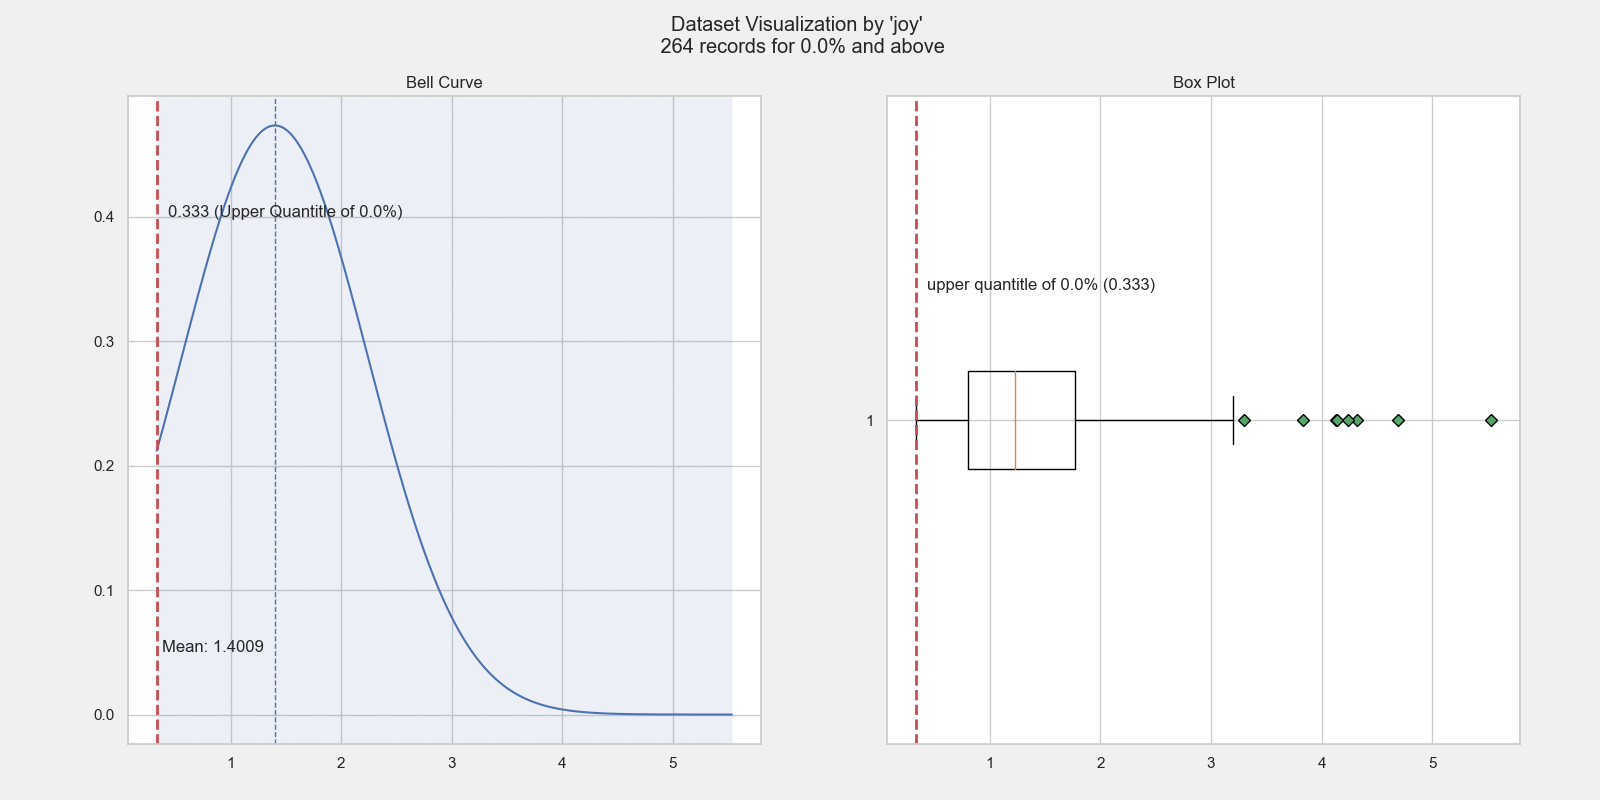 Dataset Visualization by 'joy'
264 records for 0.0% and above
Bell Curve
0.4
0.3
0.2
0.1
0.0
0.333 (Upper Quantitle of 0.0%)
Mean: 1.4009
1 2 3 4 5
Box Plot
upper quantitle of 0.0% (0.333)
1
1 2 3 4 5